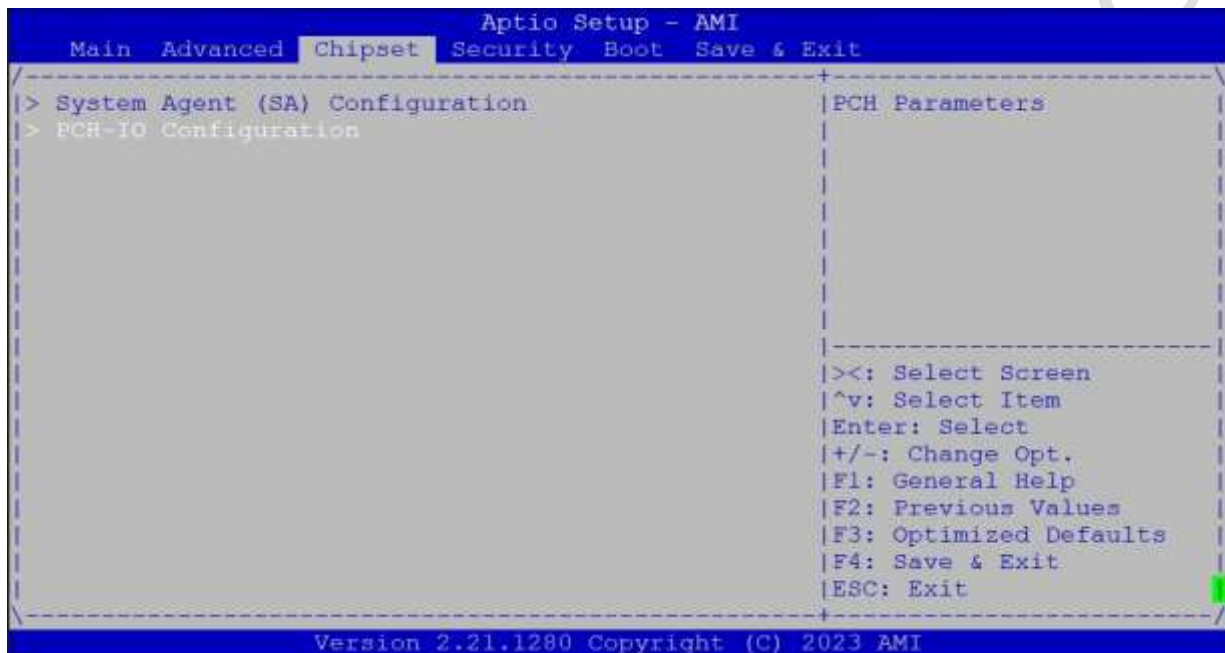 Aptio Setup - AMI
Main Advanced Chipset Security Boot Save & Exit
> System Agent (SA) Configuration
> PCH-IO Configuration
PCH Parameters
><: Select Screen
^v: Select Item
Enter: Select
+/-: Change Opt.
F1: General Help
F2: Previous Values
F3: Optimized Defaults
F4: Save & Exit
ESC: Exit
Version 2.21.1280 Copyright (C) 2023 AMI